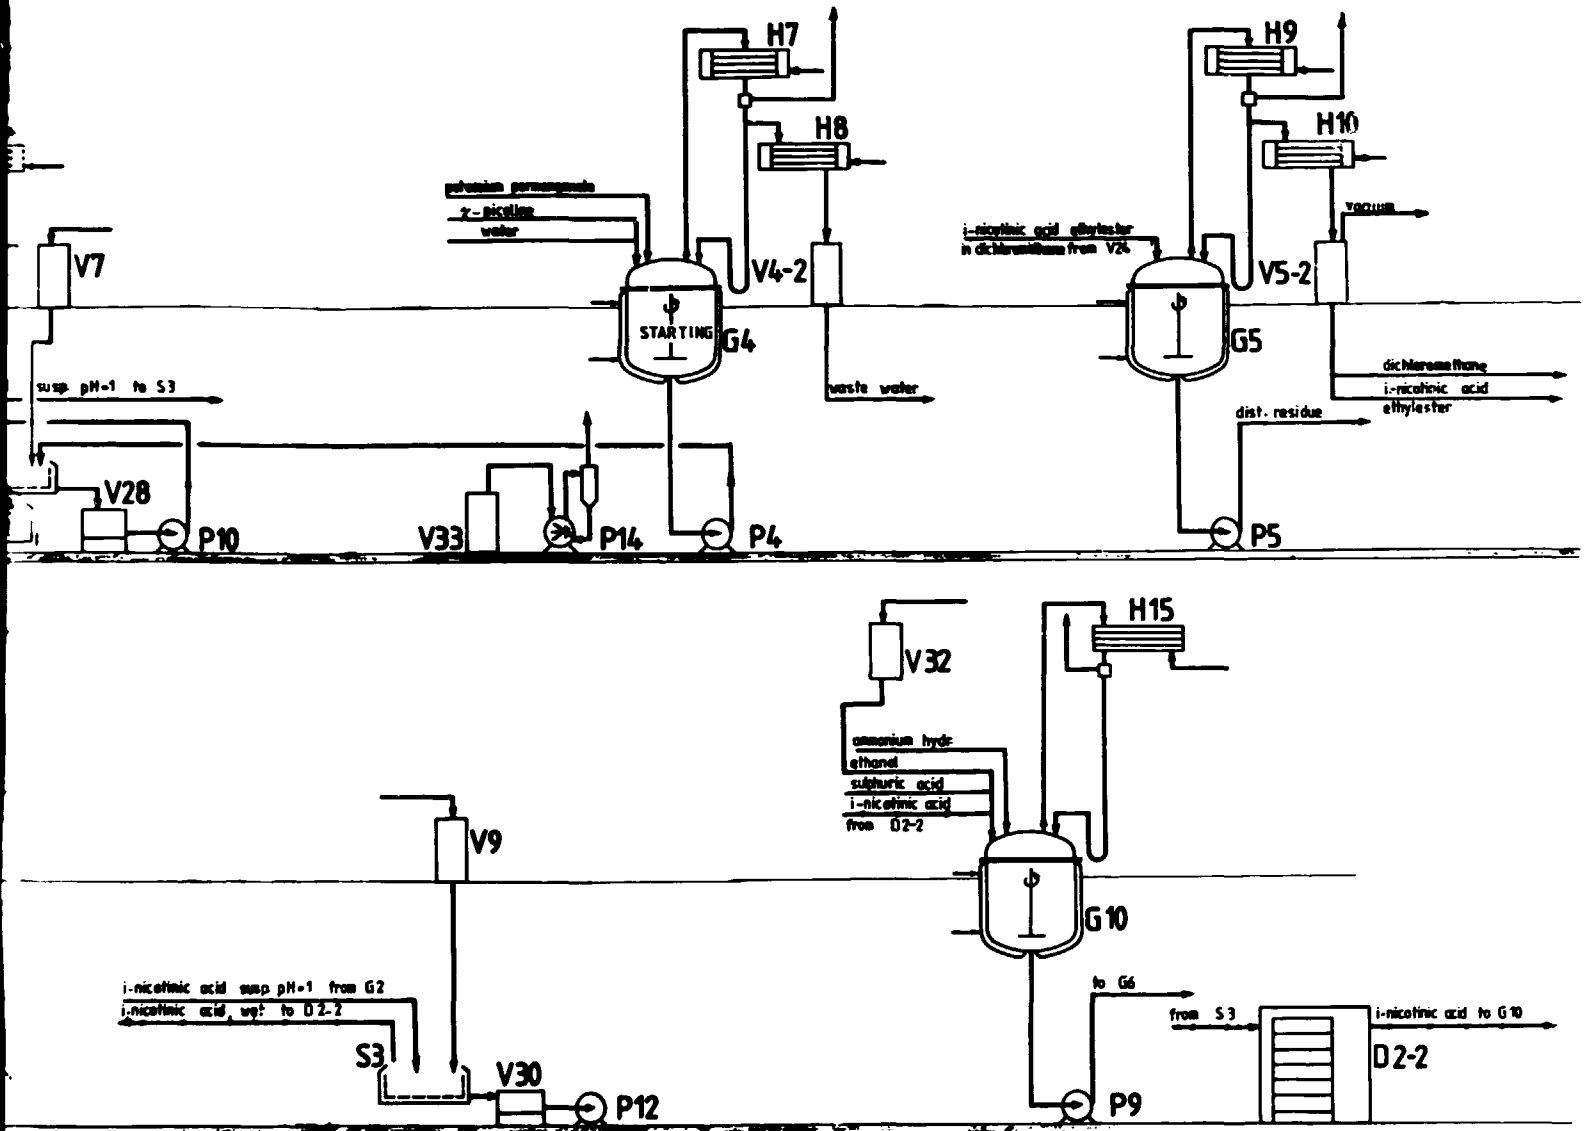 H7
H9
H8
H10
potassium permanganate
γ-picoline
water
i-nicotinic acid ethylester
in dichlormethane from V24
vacuum
V7
V4-2
V5-2
STARTING
G4
G5
susp. pH=1 to S3
waste water
dichloromethane
i.-nicotinic acid
ethylester
dist. residue
V28
P10
V33
P14
P4
P5
H15
V32
ammonium hydr.
ethanol
sulphuric acid
i-nicotinic acid
from D2-2
V9
G10
i-nicotinic acid susp. pH=1 from G2
i-nicotinic acid, wet to D2-2
to G6
from S3
i-nicotinic acid to G10
S3
D2-2
V30
P12
P9